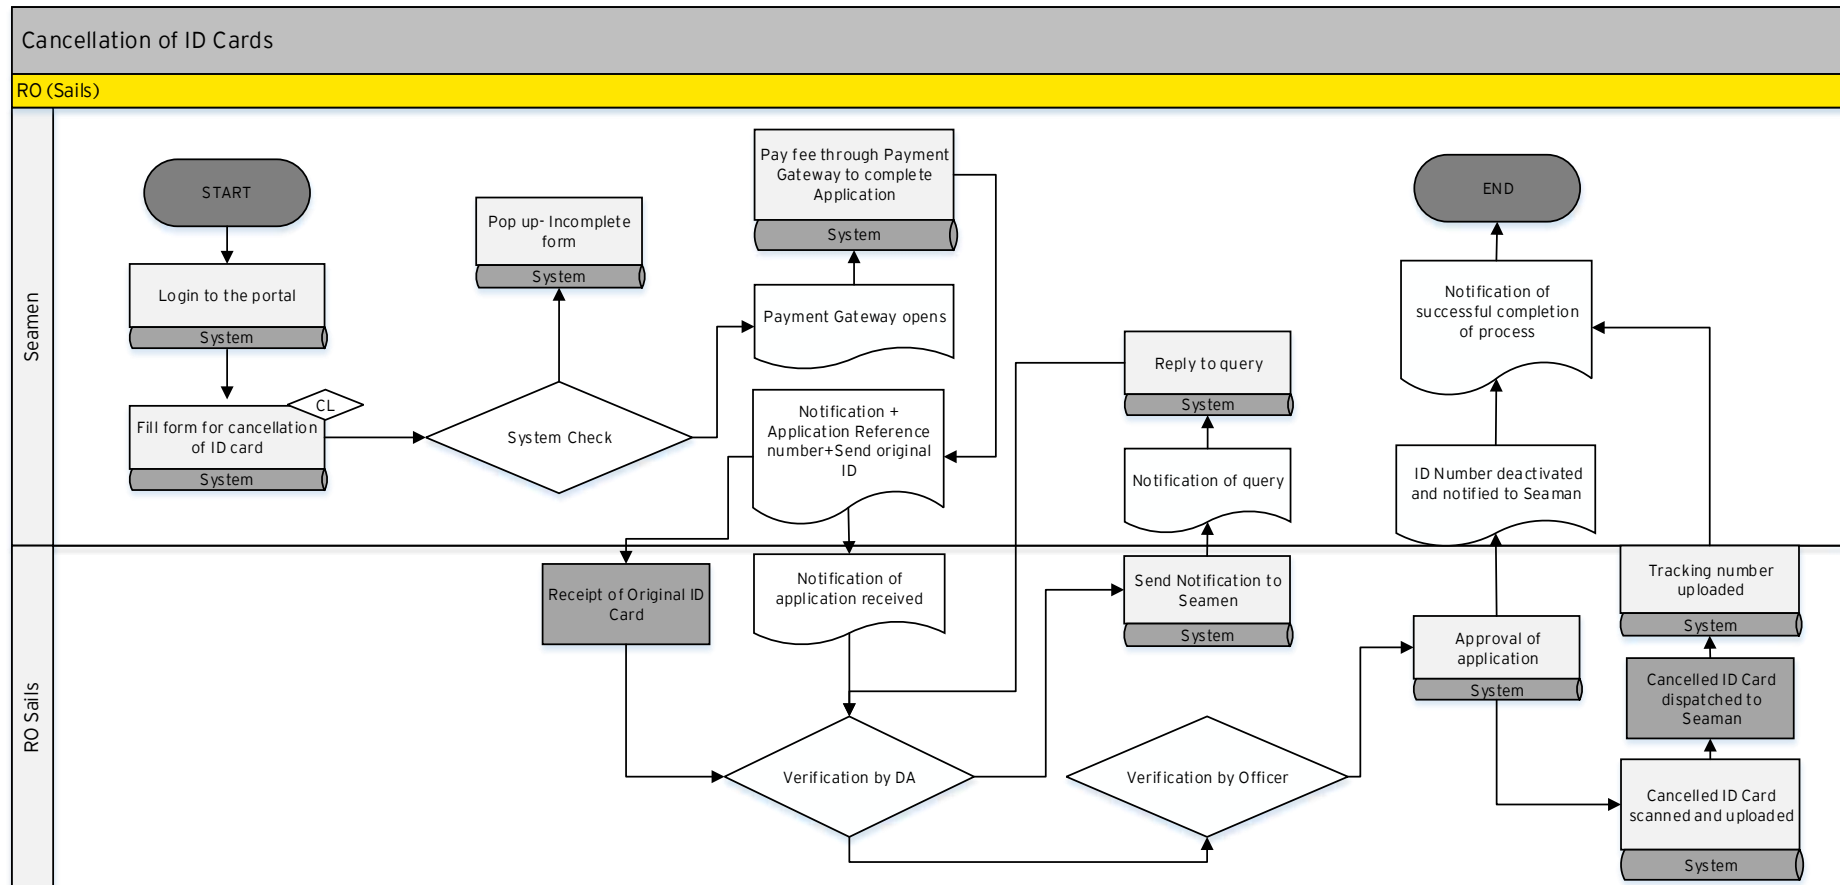 Cancellation of ID Cards
RO (Sails)
Seamen
START
Login to the portal
System
CL
Fill form for cancellation
of ID card
System
Pop up- Incomplete
form
System
System Check
Pay fee through Payment
Gateway to complete
Application
System
Payment Gateway opens
Notification +
Application Reference
number+Send original
ID
Reply to query
System
Notification of query
END
Notification of
successful completion
of process
ID Number deactivated
and notified to Seaman
RO Sails
Receipt of Original ID
Card
Notification of
application received
Verification by DA
Send Notification to
Seamen
System
Verification by Officer
Approval of
application
System
Tracking number
uploaded
System
Cancelled ID Card
dispatched to
Seaman
Cancelled ID Card
scanned and uploaded
System